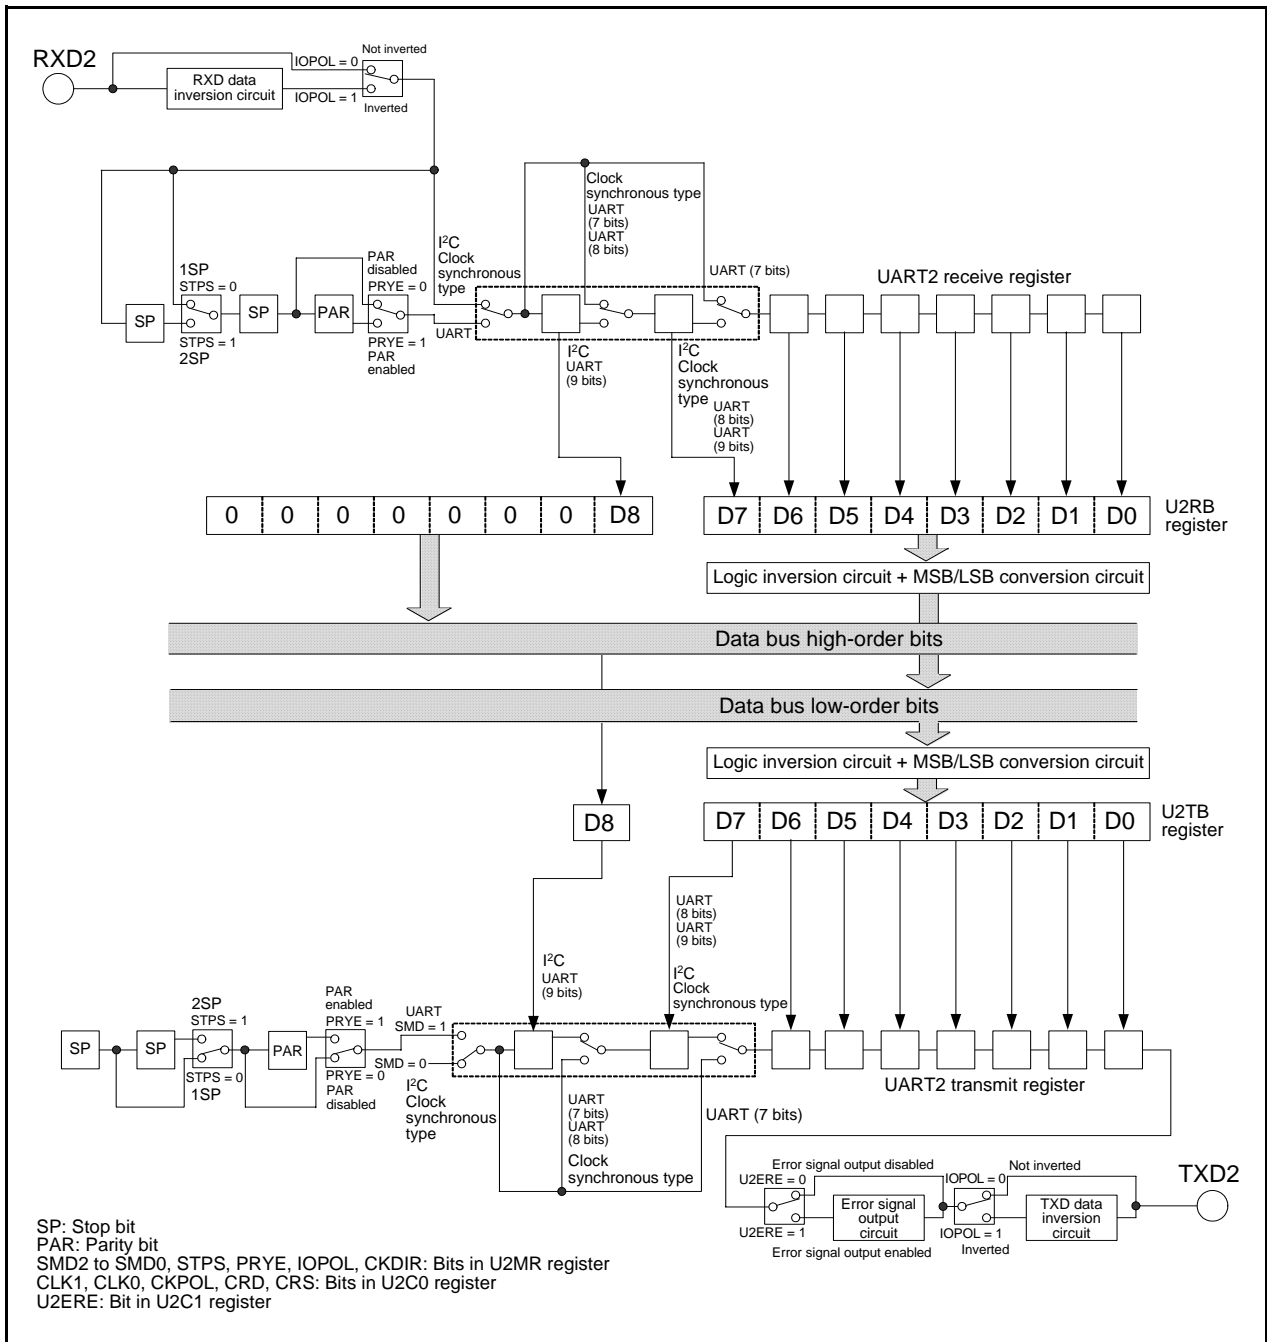 RXD2
Not inverted
IOPOL = 0
RXD data
inversion circuit
IOPOL = 1
Inverted
Clock
synchronous type
UART
(7 bits)
UART
(8 bits)
I²C
Clock
synchronous
type
PAR
disabled
PRYE = 0
1SP
STPS = 0
UART (7 bits)
UART2 receive register
SP
SP
PAR
STPS = 1
2SP
PRYE = 1
PAR
enabled
UART
I²C
UART
(9 bits)
I²C
Clock
synchronous
type
UART
(8 bits)
UART
(9 bits)
0 0 0 0 0 0 0 D8
D7 D6 D5 D4 D3 D2 D1 D0
U2RB
register
Logic inversion circuit + MSB/LSB conversion circuit
Data bus high-order bits
Data bus low-order bits
Logic inversion circuit + MSB/LSB conversion circuit
D8
D7 D6 D5 D4 D3 D2 D1 D0
U2TB
register
UART
(8 bits)
UART
(9 bits)
I²C
UART
(9 bits)
I²C
Clock
synchronous type
2SP
STPS = 1
PAR
enabled
PRYE = 1
UART
SMD = 1
SP
SP
PAR
SMD = 0
STPS = 0
1SP
PRYE = 0
PAR
disabled
I²C
Clock
synchronous
type
UART
(7 bits)
UART
(8 bits)
Clock
synchronous type
UART (7 bits)
UART2 transmit register
Error signal output disabled
U2ERE = 0
Error signal
output
circuit
U2ERE = 1
Error signal output enabled
Not inverted
IOPOL = 0
TXD data
inversion
circuit
IOPOL = 1
Inverted
TXD2
SP: Stop bit
PAR: Parity bit
SMD2 to SMD0, STPS, PRYE, IOPOL, CKDIR: Bits in U2MR register
CLK1, CLK0, CKPOL, CRD, CRS: Bits in U2C0 register
U2ERE: Bit in U2C1 register